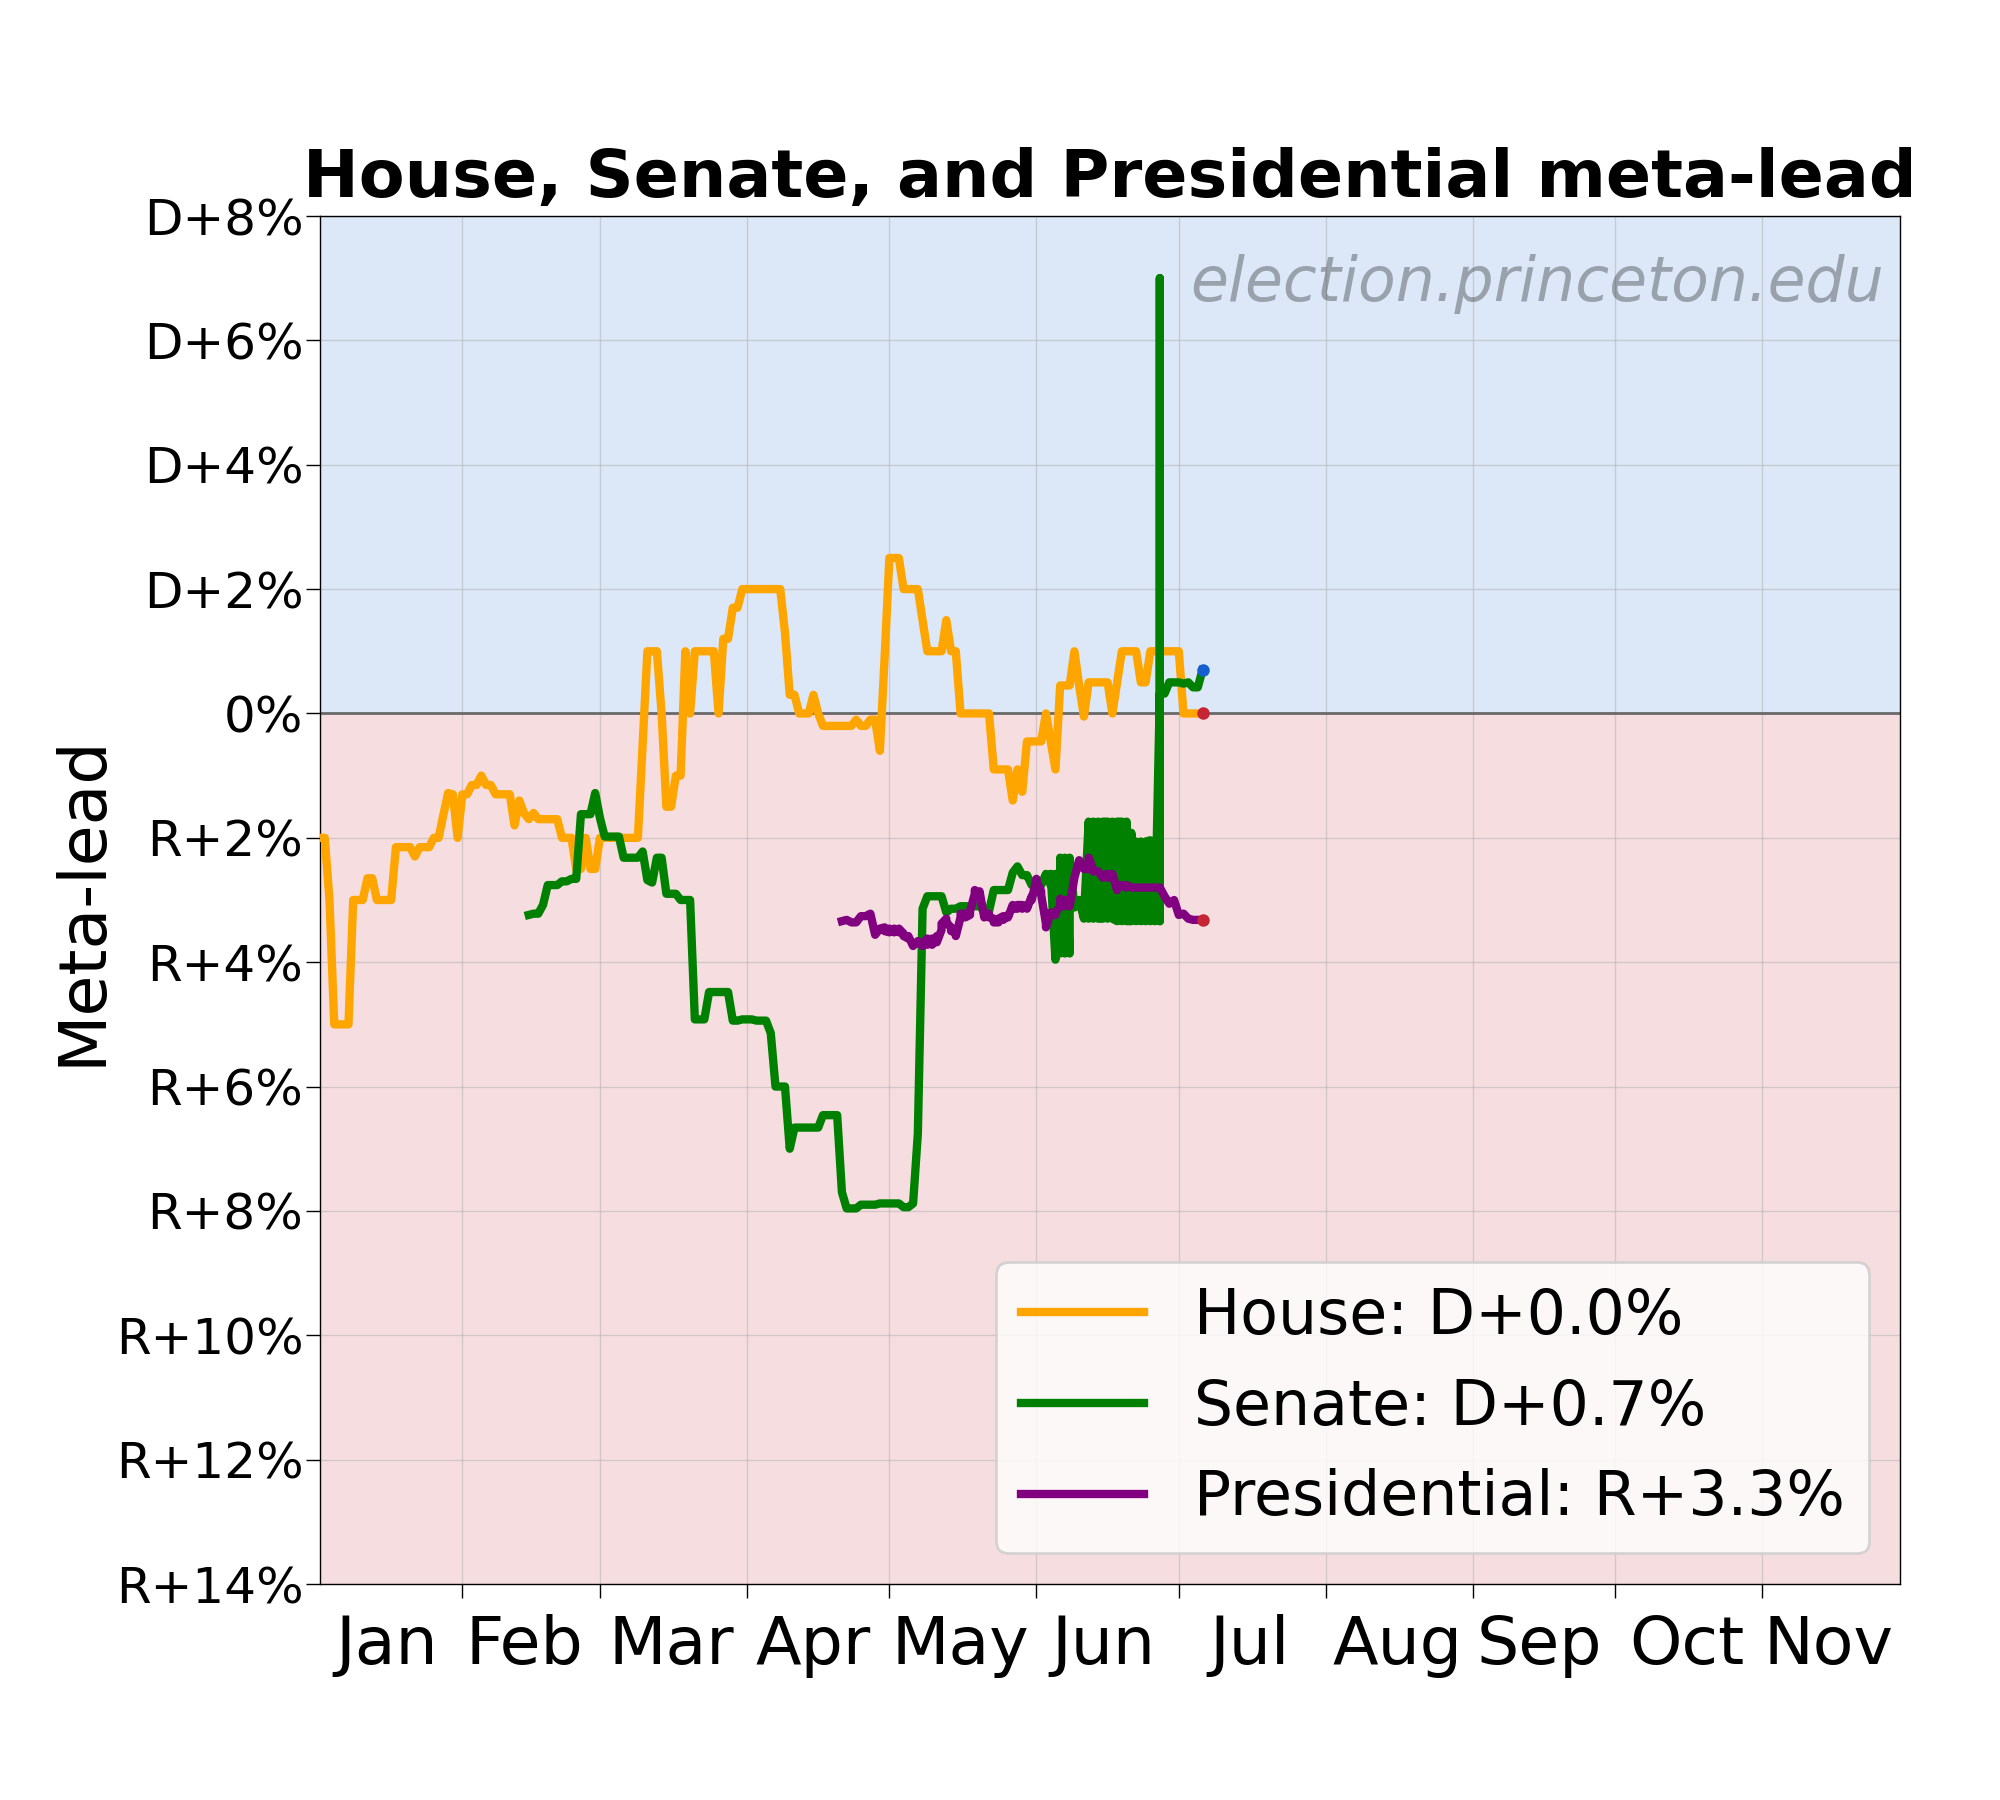 House, Senate, and Presidential meta-lead
election.princeton.edu
D+8%
D+6%
D+4%
D+2%
0%
R+2%
R+4%
R+6%
R+8%
R+10%
R+12%
R+14%
Meta-lead
House: D+0.0%
Senate: D+0.7%
Presidential: R+3.3%
Jan Feb Mar Apr May Jun Jul Aug Sep Oct Nov